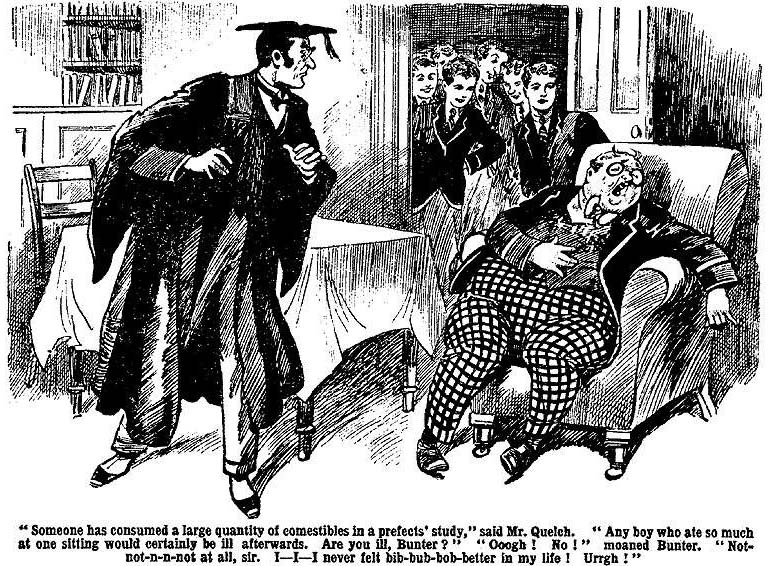 “ Someone has consumed a large quantity of comestibles in a prefects’ study,” said Mr. Quelch. “ Any boy who ate so much
at one sitting would certainly be ill afterwards. Are you ill, Bunter ? ” “ Ooogh ! No ! ” moaned Bunter. “ Not-
not-n-n-not at all, sir. I—I—I never felt bib-bub-bob-better in my life ! Urrgh ! ”